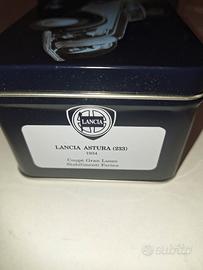 LANCIA
LANCIA ASTURA (233)
1934
Coupé Gran Lusso
Stabilimenti Farina
subito